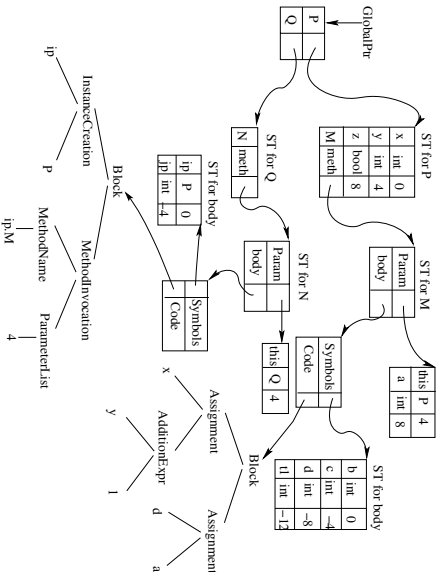 GlobalPtr
P
Q
ST for P
x int 0
y int 4
z bool 8
M meth
ST for M
Param
body
this P 4
a int 8
ST for Q
N meth
ST for N
Param
body
this Q 4
Symbols
Code
ST for body
b int 0
c int -4
d int -8
t1 int -12
ST for body
ip P 0
jp int -4
Symbols
Code
Block
Assignment
Assignment
x
AdditionExpr
d
a
y
1
Block
InstanceCreation
MethodInvocation
ip
P
MethodName
ParameterList
ip.M
4